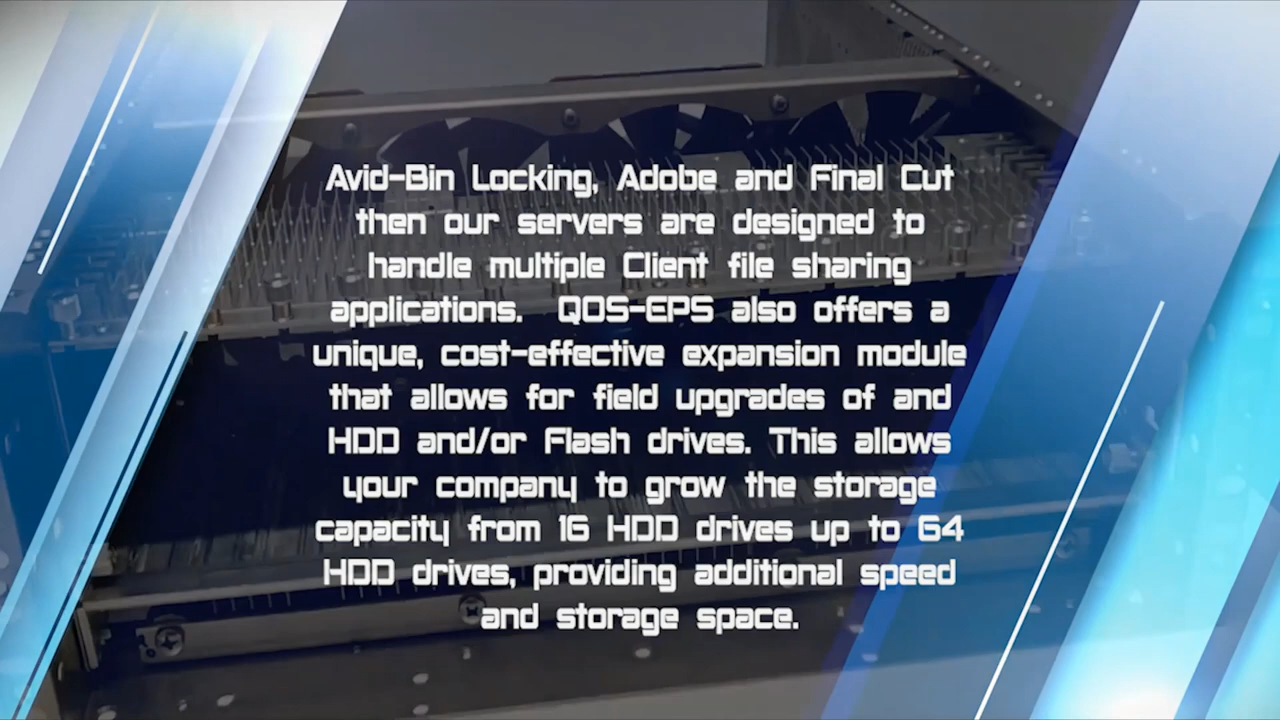 Avid-Bin Locking, Adobe and Final Cut
then our servers are designed to
handle multiple Client file sharing
applications.  QOS-EPS also offers a
unique, cost-effective expansion module
that allows for field upgrades of and
HDD and/or Flash drives. This allows
your company to grow the storage
capacity from 16 HDD drives up to 64
HDD drives, providing additional speed
and storage space.